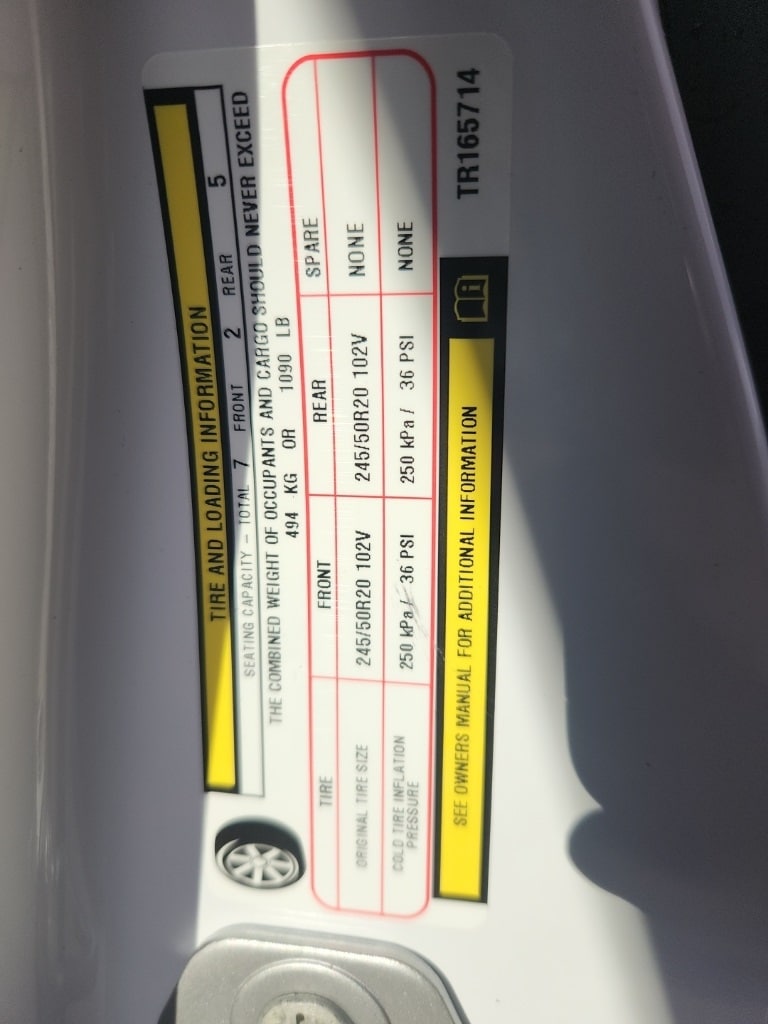 TIRE AND LOADING INFORMATION
SEATING CAPACITY – TOTAL 7 FRONT 2 REAR 5
THE COMBINED WEIGHT OF OCCUPANTS AND CARGO SHOULD NEVER EXCEED
494 KG OR 1090 LB
TIRE FRONT REAR SPARE
ORIGINAL TIRE SIZE 245/50R20 102V 245/50R20 102V NONE
COLD TIRE INFLATION PRESSURE 250 kPa / 36 PSI 250 kPa / 36 PSI NONE
SEE OWNERS MANUAL FOR ADDITIONAL INFORMATION
TR165714